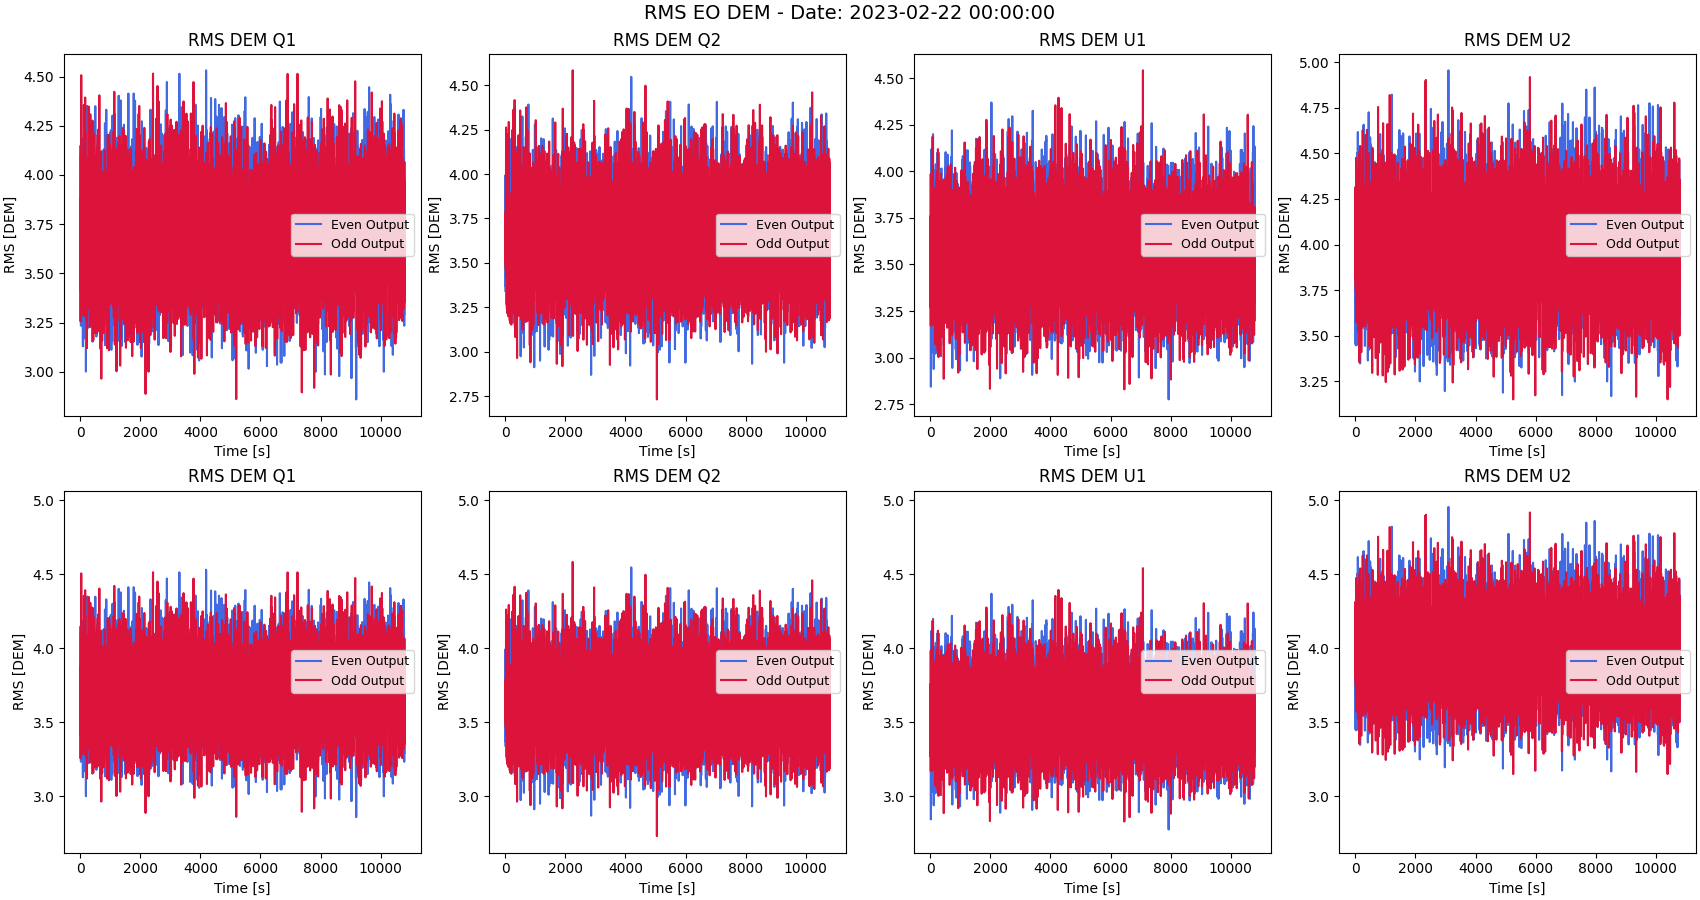 RMS EO DEM - Date: 2023-02-22 00:00:00
RMS DEM Q1
4.50
4.25
4.00
3.75
3.50
3.25
3.00
RMS [DEM]
Even Output
Odd Output
0 2000 4000 6000 8000 10000
Time [s]
RMS DEM Q2
4.50
4.25
4.00
3.75
3.50
3.25
3.00
2.75
RMS [DEM]
Even Output
Odd Output
0 2000 4000 6000 8000 10000
Time [s]
RMS DEM U1
4.50
4.25
4.00
3.75
3.50
3.25
3.00
2.75
RMS [DEM]
Even Output
Odd Output
0 2000 4000 6000 8000 10000
Time [s]
RMS DEM U2
5.00
4.75
4.50
4.25
4.00
3.75
3.50
3.25
RMS [DEM]
Even Output
Odd Output
0 2000 4000 6000 8000 10000
Time [s]
RMS DEM Q1
5.0
4.5
4.0
3.5
3.0
RMS [DEM]
Even Output
Odd Output
0 2000 4000 6000 8000 10000
Time [s]
RMS DEM Q2
5.0
4.5
4.0
3.5
3.0
RMS [DEM]
Even Output
Odd Output
0 2000 4000 6000 8000 10000
Time [s]
RMS DEM U1
5.0
4.5
4.0
3.5
3.0
RMS [DEM]
Even Output
Odd Output
0 2000 4000 6000 8000 10000
Time [s]
RMS DEM U2
5.0
4.5
4.0
3.5
3.0
RMS [DEM]
Even Output
Odd Output
0 2000 4000 6000 8000 10000
Time [s]